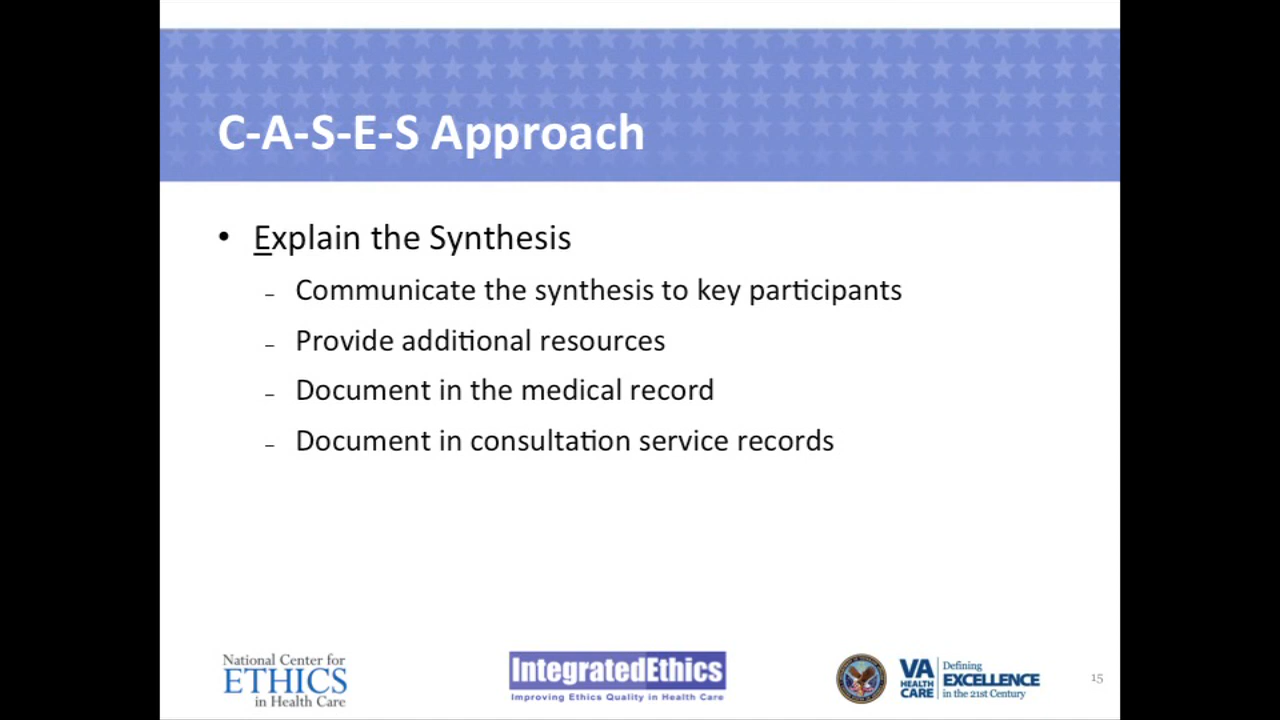 C-A-S-E-S Approach
• Explain the Synthesis
– Communicate the synthesis to key participants
– Provide additional resources
– Document in the medical record
– Document in consultation service records
National Center for
ETHICS
in Health Care
IntegratedEthics
Improving Ethics Quality in Health Care
VA
HEALTH
CARE
Defining
EXCELLENCE
in the 21st Century
15